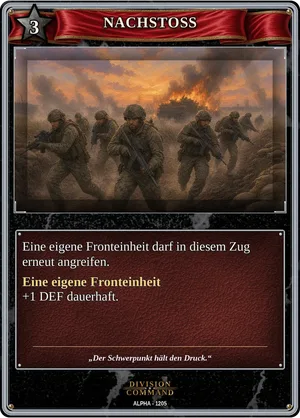 NACHSTOSS
3
Eine eigene Fronteinheit darf in diesem Zug
erneut angreifen.
Eine eigene Fronteinheit
+1 DEF dauerhaft.
„Der Schwerpunkt hält den Druck.“
DIVISION
COMMAND
ALPHA - 1205